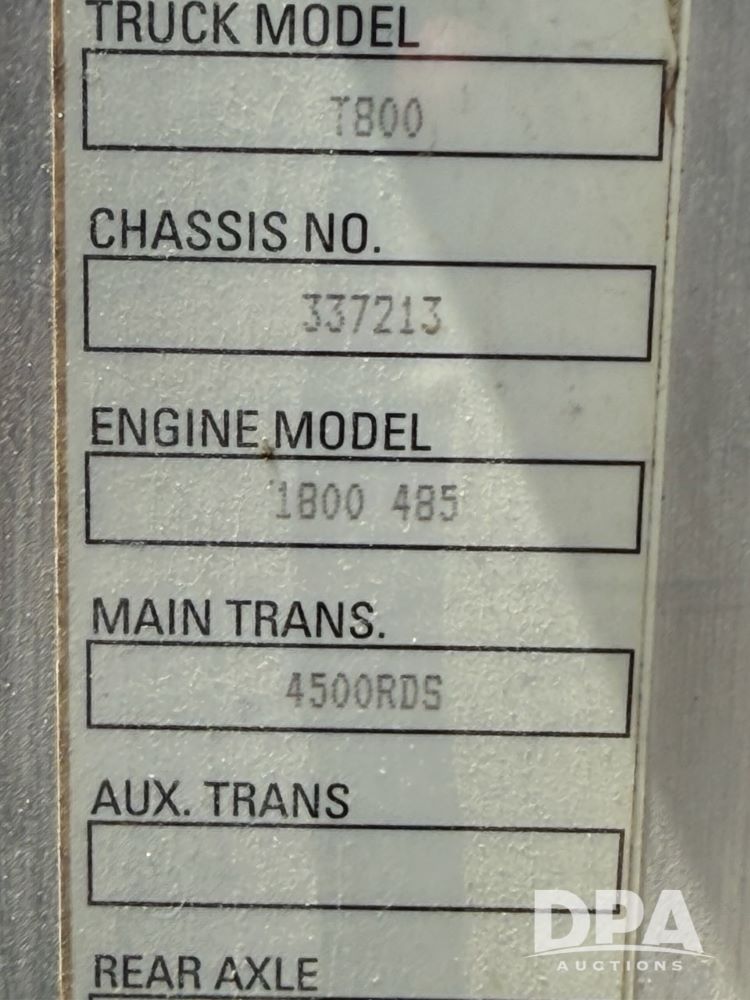 TRUCK MODEL
T800
CHASSIS NO.
337213
ENGINE MODEL
1800 485
MAIN TRANS.
4500RDS
AUX. TRANS
REAR AXLE
DPA
AUCTIONS